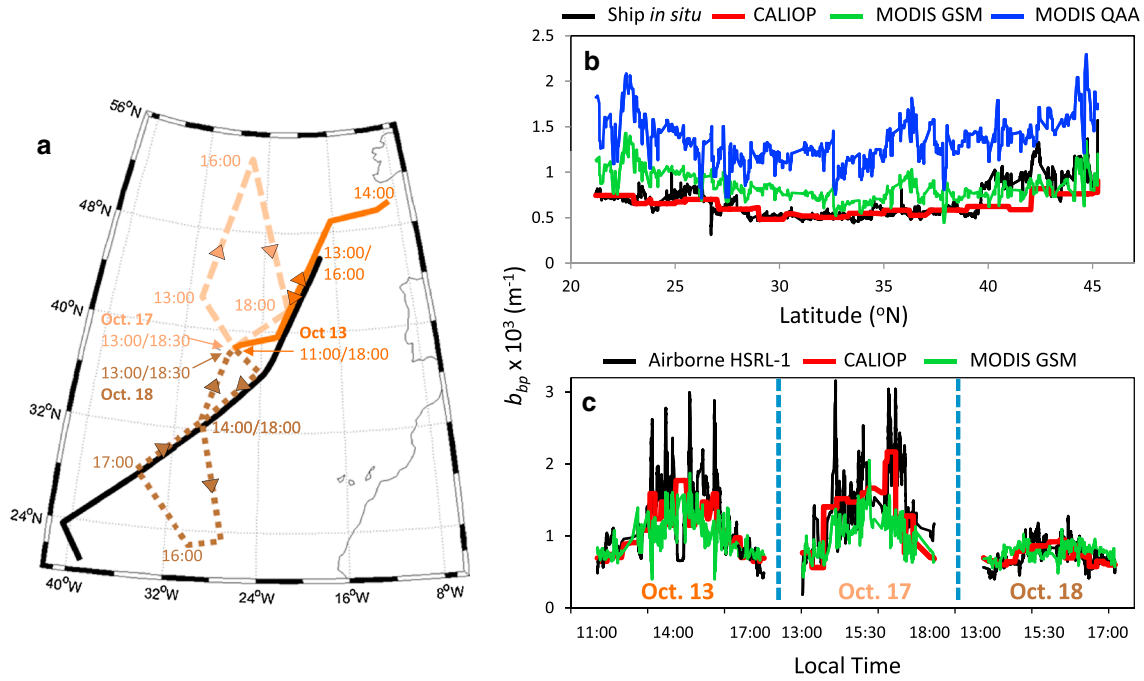 a
56°N
48°N
40°N
32°N
24°N
40°W
32°W
24°W
16°W
8°W
16:00
14:00
13:00/
16:00
13:00
18:00
Oct. 17
13:00/18:30
Oct 13
11:00/18:00
13:00/18:30
Oct. 18
14:00/18:00
17:00
16:00
Ship in situ CALIOP MODIS GSM MODIS QAA
b
2.5
2
1.5
1
0.5
0
20 25 30 35 40 45
Latitude (°N)
b_bp x 10³ (m⁻¹)
Airborne HSRL-1 CALIOP MODIS GSM
c
3
2
1
0
Oct. 13 Oct. 17 Oct. 18
11:00 14:00 17:00 13:00 15:30 18:00 13:00 15:30 17:00
Local Time